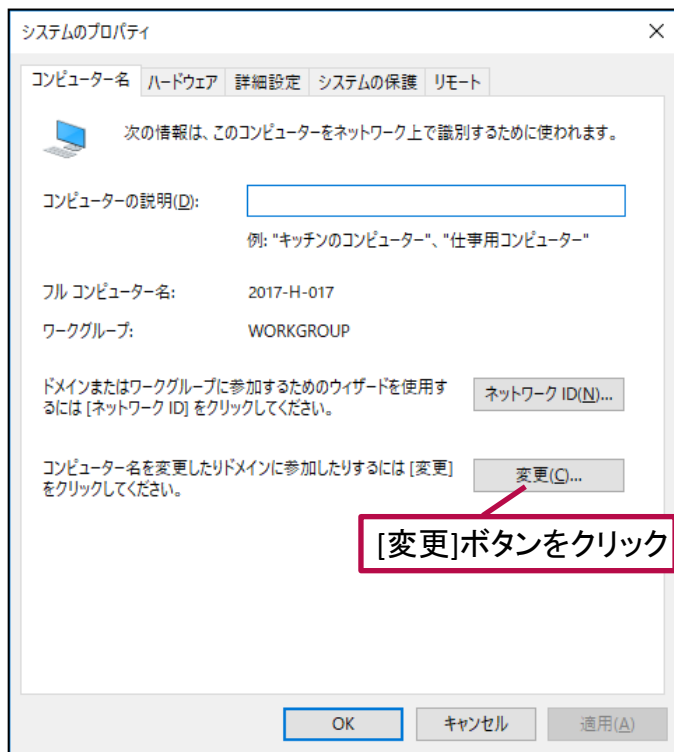 システムのプロパティ
コンピューター名 ハードウェア 詳細設定 システムの保護 リモート
次の情報は、このコンピューターをネットワーク上で識別するために使われます。
コンピューターの説明(D):
例: "キッチンのコンピューター"、"仕事用コンピューター"
フル コンピューター名: 2017-H-017
ワークグループ: WORKGROUP
ドメインまたはワークグループに参加するためのウィザードを使用す
るには [ネットワーク ID] をクリックしてください。
ネットワーク ID(N)...
コンピューター名を変更したりドメインに参加したりするには [変更]
をクリックしてください。
変更(C)...
[変更]ボタンをクリック
OK キャンセル 適用(A)